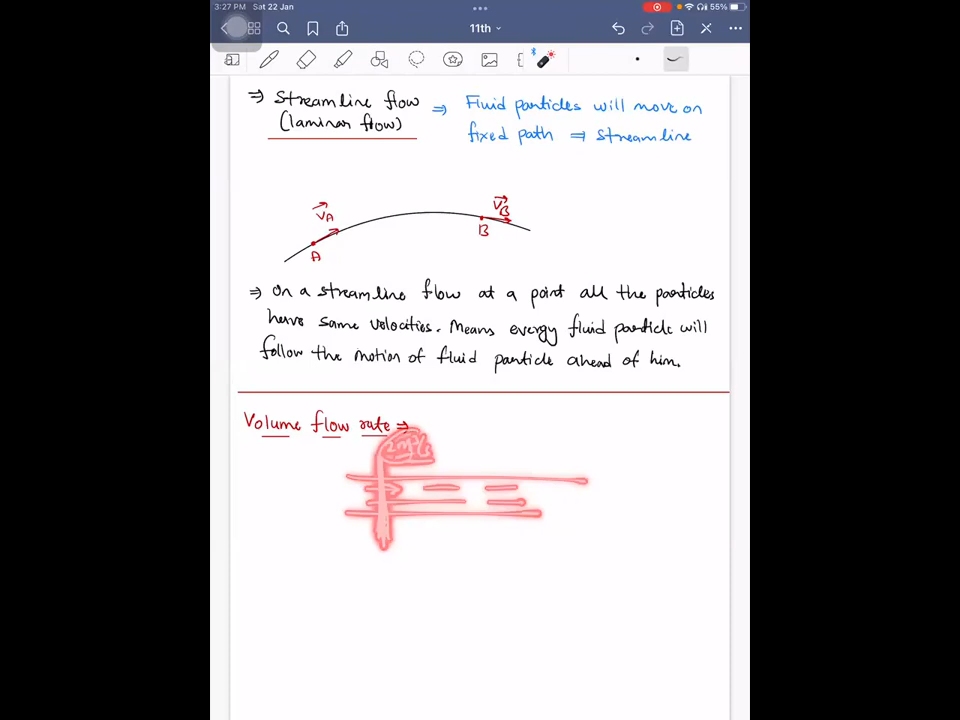 3:27 PM Sat 22 Jan
55%
11th
⇒ Streamline flow ⇒ Fluid particles will move on
(laminar flow) fixed path ⇒ streamline
V⃗A
V⃗B
B
A
⇒ On a streamline flow at a point all the particles
have same velocities. Means evergy fluid particle will
follow the motion of fluid particle ahead of him.
Volume flow rate ⇒